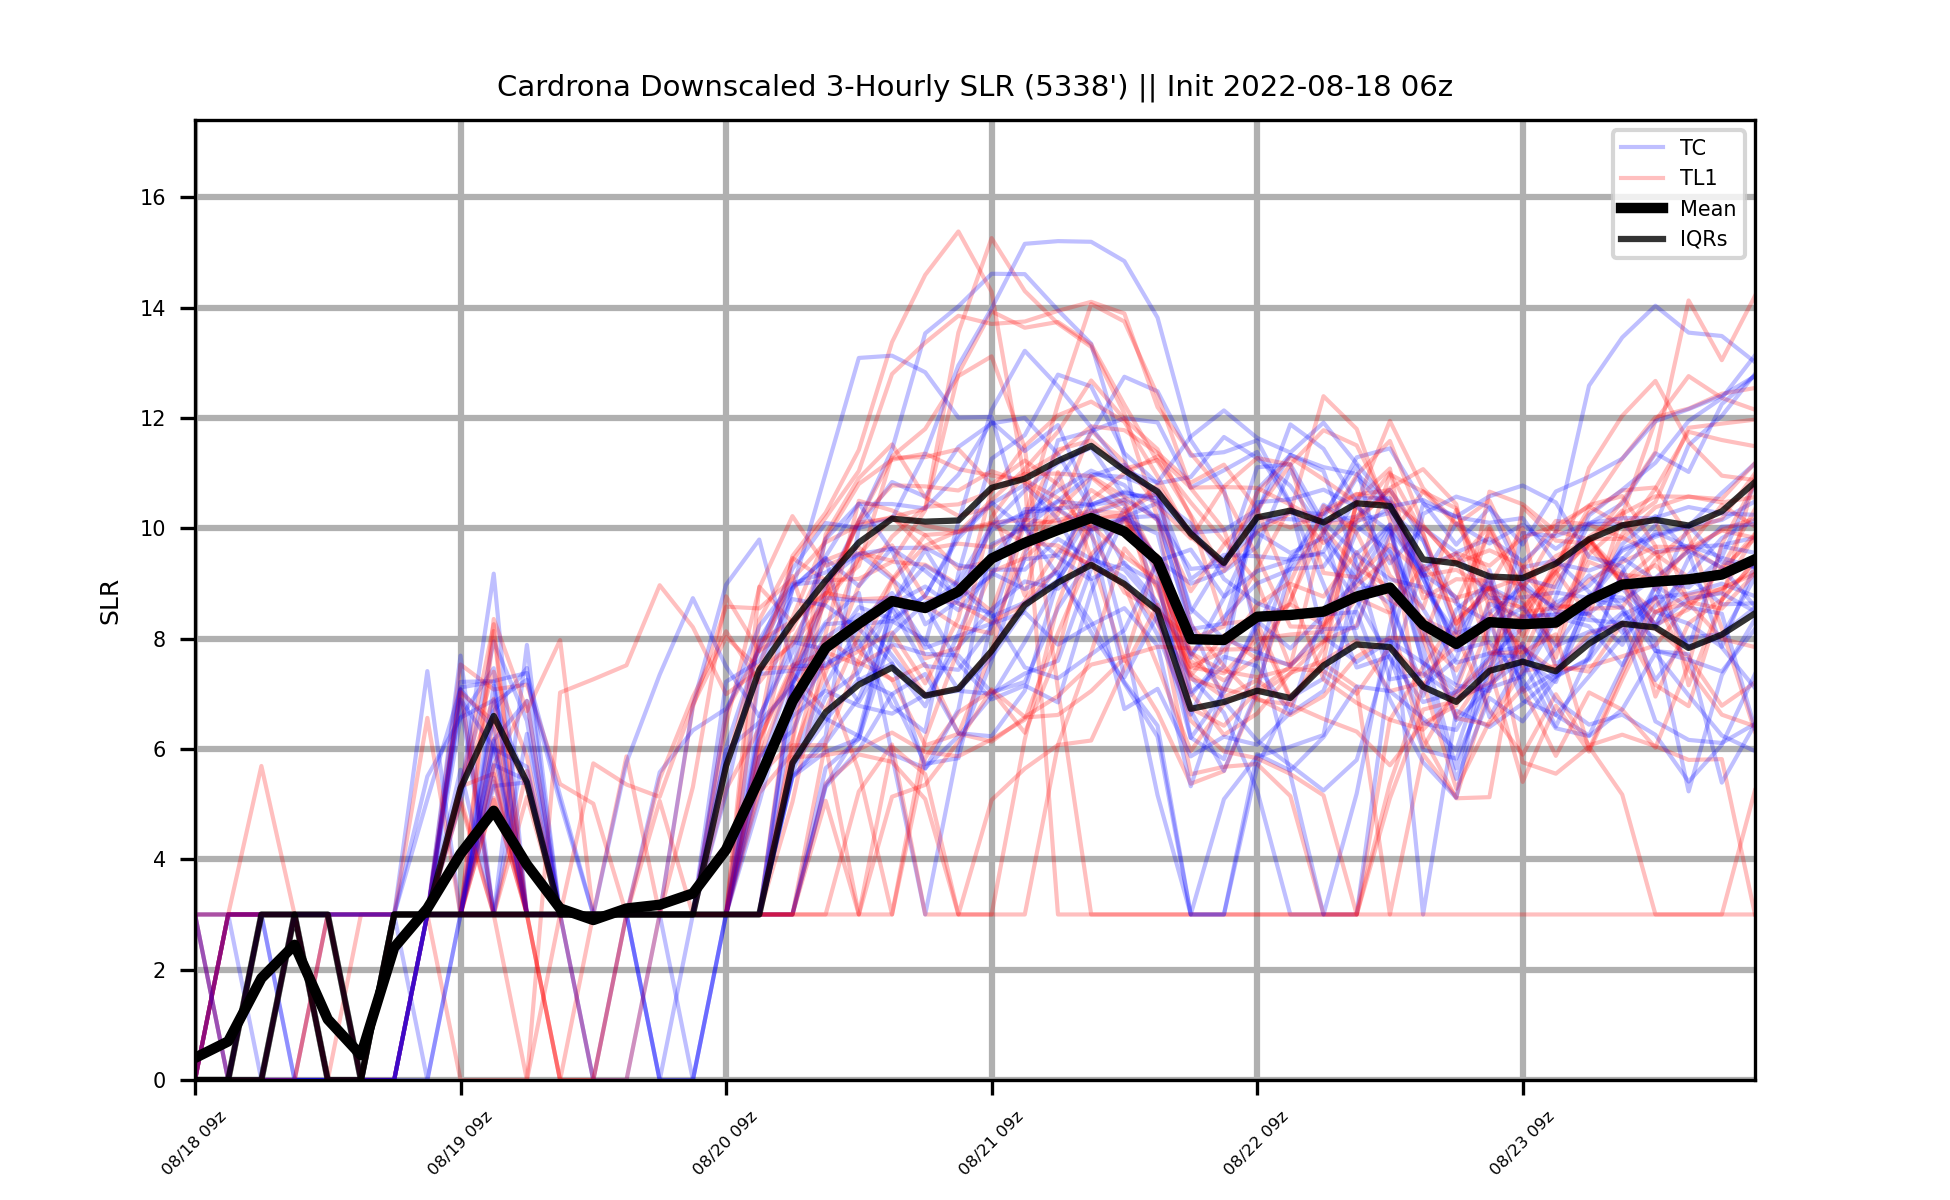 Cardrona Downscaled 3-Hourly SLR (5338') || Init 2022-08-18 06z
TC
TL1
Mean
IQRs
SLR
16
14
12
10
8
6
4
2
0
08/18 09z
08/19 09z
08/20 09z
08/21 09z
08/22 09z
08/23 09z